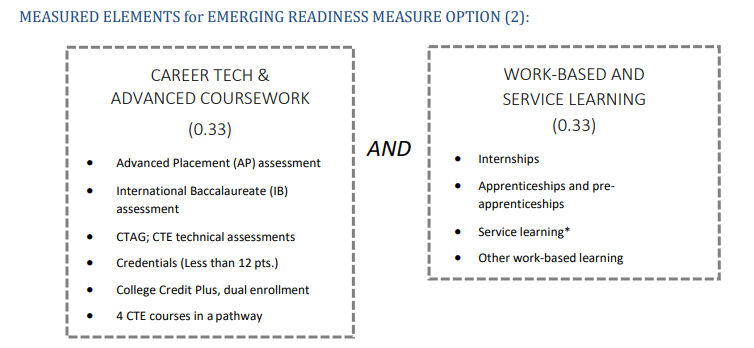 MEASURED ELEMENTS for EMERGING READINESS MEASURE OPTION (2):
CAREER TECH &
ADVANCED COURSEWORK
(0.33)
• Advanced Placement (AP) assessment
• International Baccalaureate (IB)
assessment
• CTAG; CTE technical assessments
• Credentials (Less than 12 pts.)
• College Credit Plus, dual enrollment
• 4 CTE courses in a pathway
AND
WORK-BASED AND
SERVICE LEARNING
(0.33)
• Internships
• Apprenticeships and pre-
apprenticeships
• Service learning*
• Other work-based learning